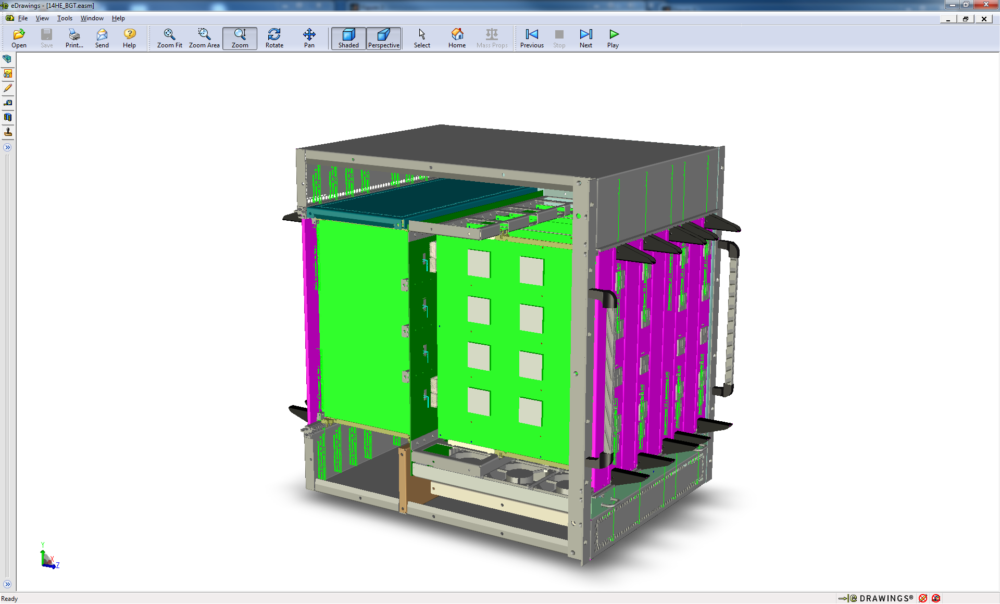 eDrawings - [14HE_BGT.easm]
File View Tools Window Help
Open Save Print... Send Help Zoom Fit Zoom Area Zoom Rotate Pan Shaded Perspective Select Home Mass Props Previous Stop Next Play
Y
X
Z
Ready
e DRAWINGS®